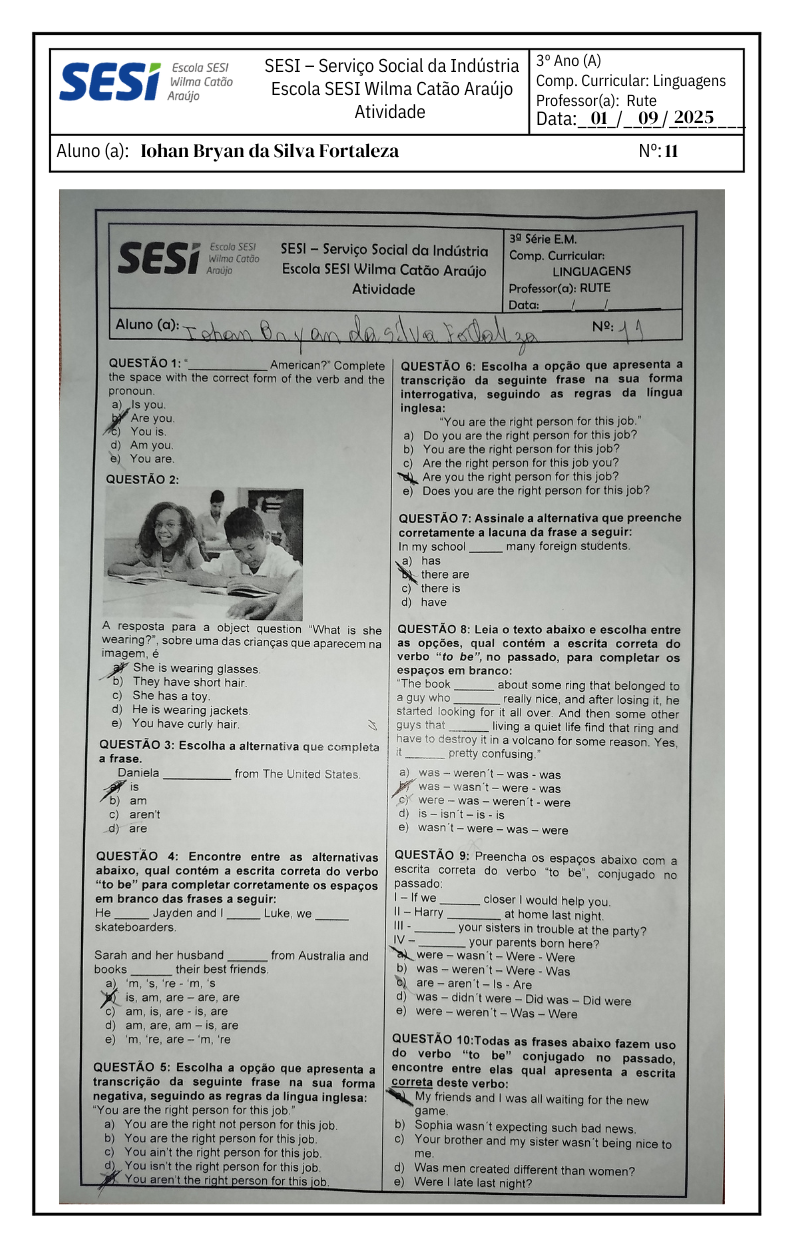 SESI
Escola SESI
Wilma Catão
Araújo
SESI – Serviço Social da Indústria
Escola SESI Wilma Catão Araújo
Atividade
3º Ano (A)
Comp. Curricular: Linguagens
Professor(a): Rute
Data: 01 / 09 / 2025
Aluno (a): Iohan Bryan da Silva Fortaleza Nº: 11
SESI
Escola SESI
Wilma Catão
Araújo
SESI – Serviço Social da Indústria
Escola SESI Wilma Catão Araújo
Atividade
3ª Série E.M.
Comp. Curricular:
LINGUAGENS
Professor(a): RUTE
Data: ____/____/________
Aluno (a): Iohan Bryan da silva Fortaleza Nº: 11
QUESTÃO 1: "_____________ American?" Complete
the space with the correct form of the verb and the
pronoun.
a) Is you.
b) Are you.
c) You is.
d) Am you.
e) You are.
QUESTÃO 2:
A resposta para a object question "What is she
wearing?", sobre uma das crianças que aparecem na
imagem, é
a) She is wearing glasses.
b) They have short hair.
c) She has a toy.
d) He is wearing jackets
e) You have curly hair.
QUESTÃO 3: Escolha a alternativa que completa
a frase.
Daniela ___________ from The United States.
a) is
b) am
c) aren't
d) are
QUESTÃO 4: Encontre entre as alternativas
abaixo, qual contém a escrita correta do verbo
"to be" para completar corretamente os espaços
em branco das frases a seguir:
He _____ Jayden and I _____ Luke, we _____
skateboarders.
Sarah and her husband ______ from Australia and
books ______ their best friends.
a) 'm, 's, 're - 'm, 's
b) is, am, are – are, are
c) am, is, are - is, are
d) am, are, am – is, are
e) 'm, 're, are – 'm, 're
QUESTÃO 5: Escolha a opção que apresenta a
transcrição da seguinte frase na sua forma
negativa, seguindo as regras da língua inglesa:
"You are the right person for this job."
a) You are the right not person for this job.
b) You are the right person for this job.
c) You ain't the right person for this job.
d) You isn't the right person for this job.
e) You aren't the right person for this job.
QUESTÃO 6: Escolha a opção que apresenta a
transcrição da seguinte frase na sua forma
interrogativa, seguindo as regras da língua
inglesa:
"You are the right person for this job."
a) Do you are the right person for this job?
b) You are the right person for this job?
c) Are the right person for this job you?
d) Are you the right person for this job?
e) Does you are the right person for this job?
QUESTÃO 7: Assinale a alternativa que preenche
corretamente a lacuna da frase a seguir:
In my school _____ many foreign students.
a) has
b) there are
c) there is
d) have
QUESTÃO 8: Leia o texto abaixo e escolha entre
as opções, qual contém a escrita correta do
verbo "to be", no passado, para completar os
espaços em branco:
"The book ______ about some ring that belonged to
a guy who ______ really nice, and after losing it, he
started looking for it all over. And then some other
guys that ______ living a quiet life find that ring and
have to destroy it in a volcano for some reason. Yes,
it ______ pretty confusing."
a) was – weren´t – was - was
b) was – wasn´t – were - was
c) were – was – weren't - were
d) is – isn´t – is - is
e) wasn´t – were – was – were
QUESTÃO 9: Preencha os espaços abaixo com a
escrita correta do verbo "to be", conjugado no
passado:
I – If we ______ closer I would help you.
II – Harry ________ at home last night.
III - ______ your sisters in trouble at the party?
IV – _______ your parents born here?
a) were – wasn´t – Were - Were
b) was – weren´t – Were - Was
c) are – aren´t – Is - Are
d) was – didn´t were – Did was – Did were
e) were – weren´t – Was – Were
QUESTÃO 10:Todas as frases abaixo fazem uso
do verbo "to be" conjugado no passado,
encontre entre elas qual apresenta a escrita
correta deste verbo:
a) My friends and I was all waiting for the new
game.
b) Sophia wasn´t expecting such bad news.
c) Your brother and my sister wasn´t being nice to
me.
d) Was men created different than women?
e) Were I late last night?